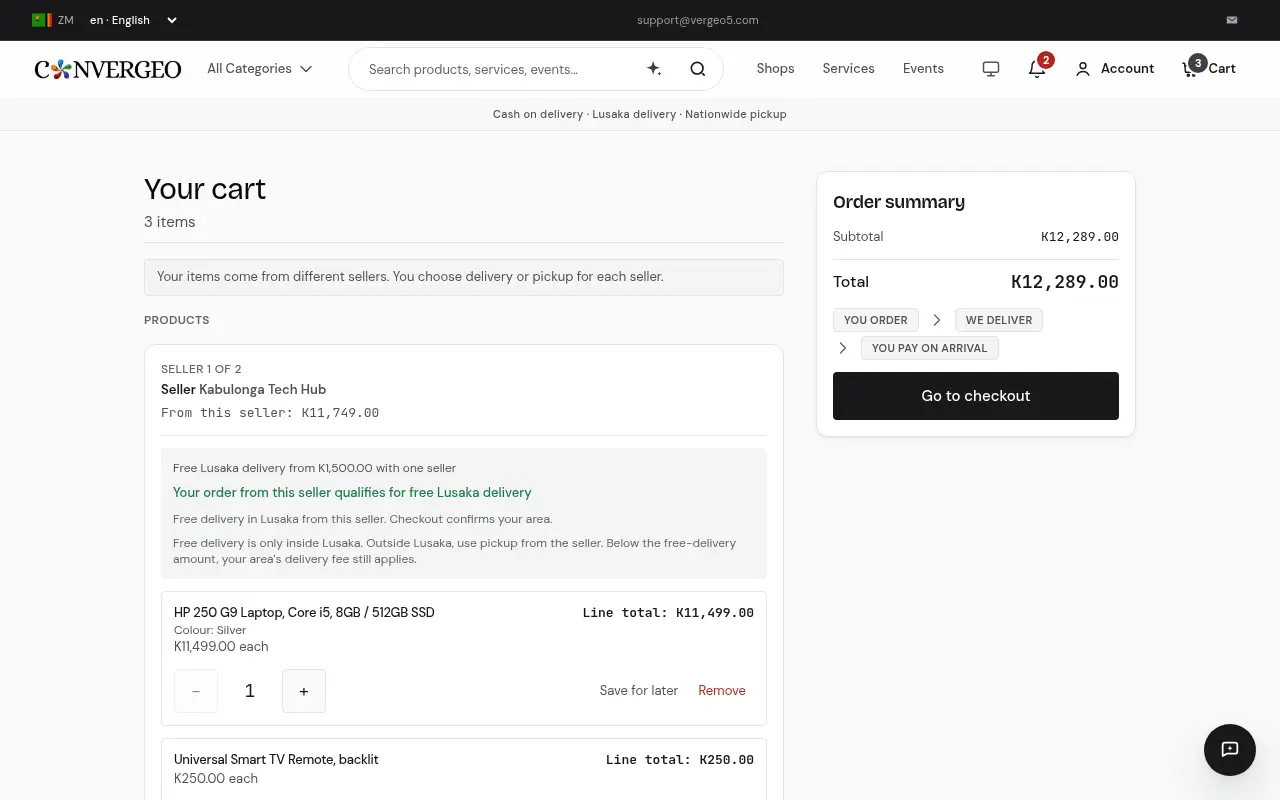 ZM
en · English
support@vergeo5.com
CONVERGEO
All Categories
Search products, services, events...
Shops
Services
Events
2
Account
3
Cart
Cash on delivery · Lusaka delivery · Nationwide pickup
Your cart
3 items
Your items come from different sellers. You choose delivery or pickup for each seller.
PRODUCTS
SELLER 1 OF 2
Seller Kabulonga Tech Hub
From this seller: K11,749.00
Free Lusaka delivery from K1,500.00 with one seller
Your order from this seller qualifies for free Lusaka delivery
Free delivery in Lusaka from this seller. Checkout confirms your area.
Free delivery is only inside Lusaka. Outside Lusaka, use pickup from the seller. Below the free-delivery
amount, your area's delivery fee still applies.
HP 250 G9 Laptop, Core i5, 8GB / 512GB SSD
Line total: K11,499.00
Colour: Silver
K11,499.00 each
− 1 +
Save for later
Remove
Universal Smart TV Remote, backlit
Line total: K250.00
K250.00 each
Order summary
Subtotal K12,289.00
Total K12,289.00
YOU ORDER
WE DELIVER
YOU PAY ON ARRIVAL
Go to checkout